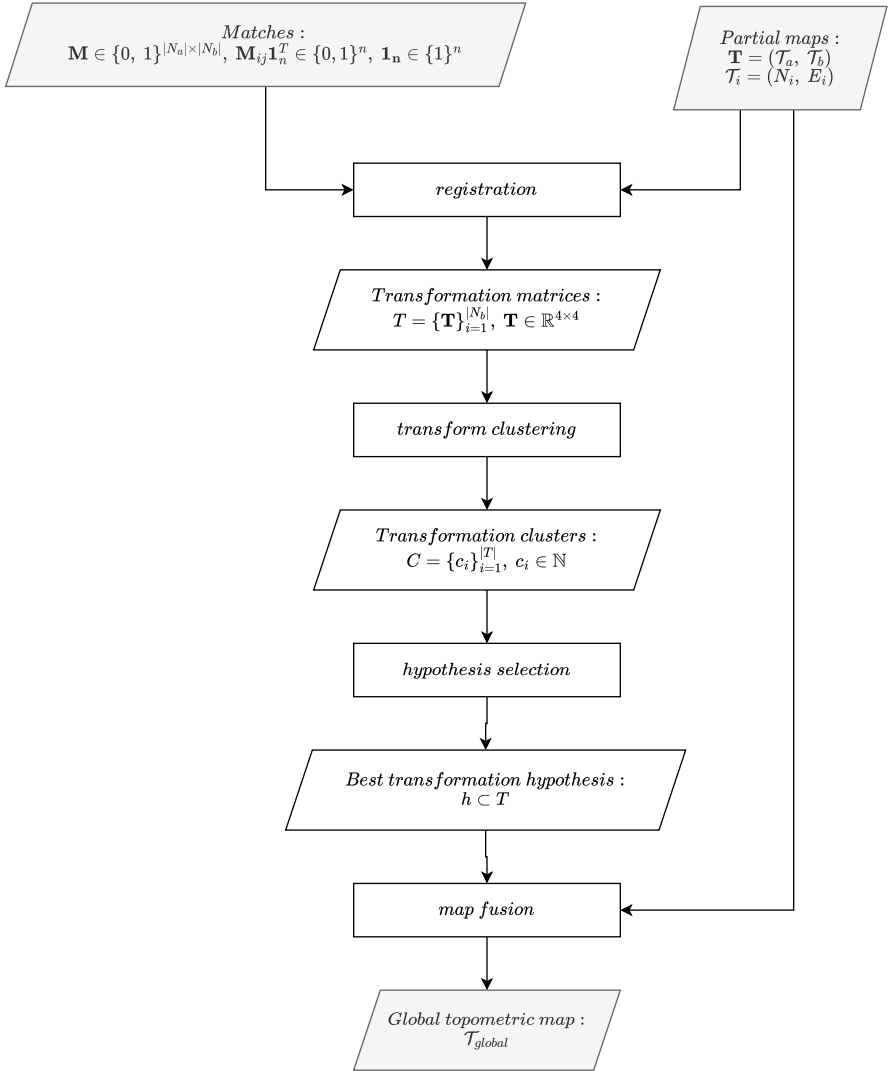 Matches :
𝐌 ∈ {0, 1}^{|N_a|×|N_b|}, 𝐌_{ij}𝟏_n^T ∈ {0,1}^n, 𝟏_𝐧 ∈ {1}^n
Partial maps :
𝐓 = (𝒯_a, 𝒯_b)
𝒯_i = (N_i, E_i)
registration
Transformation matrices :
T = {𝐓}_{i=1}^{|N_b|}, 𝐓 ∈ ℝ^{4×4}
transform clustering
Transformation clusters :
C = {c_i}_{i=1}^{|T|}, c_i ∈ ℕ
hypothesis selection
Best transformation hypothesis :
h ⊂ T
map fusion
Global topometric map :
𝒯_{global}